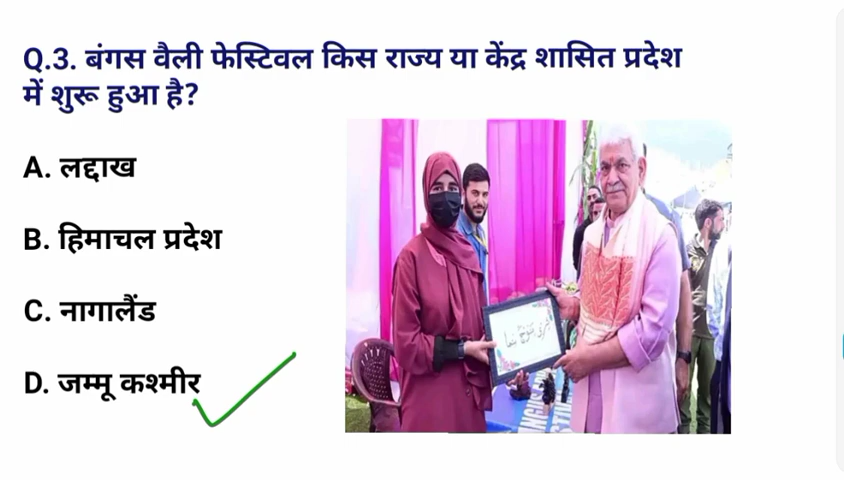 Q.3. बंगस वैली फेस्टिवल किस राज्य या केंद्र शासित प्रदेश
में शुरू हुआ है?
A. लद्दाख
B. हिमाचल प्रदेश
C. नागालैंड
D. जम्मू कश्मीर